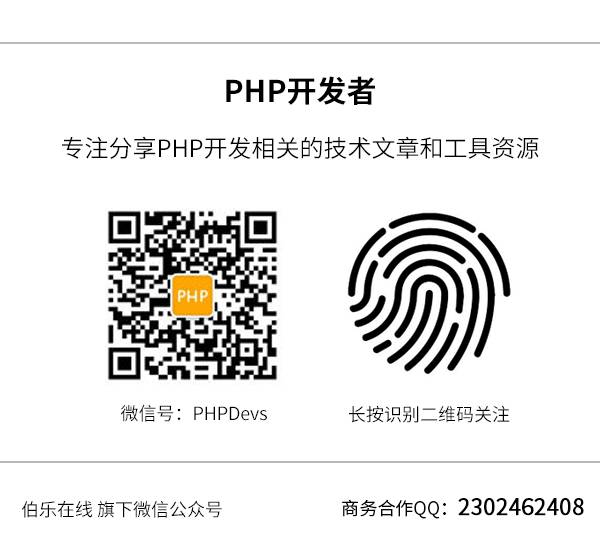 PHP开发者
专注分享PHP开发相关的技术文章和工具资源
PHP
微信号：PHPDevs
长按识别二维码关注
伯乐在线 旗下微信公众号
商务合作QQ：2302462408